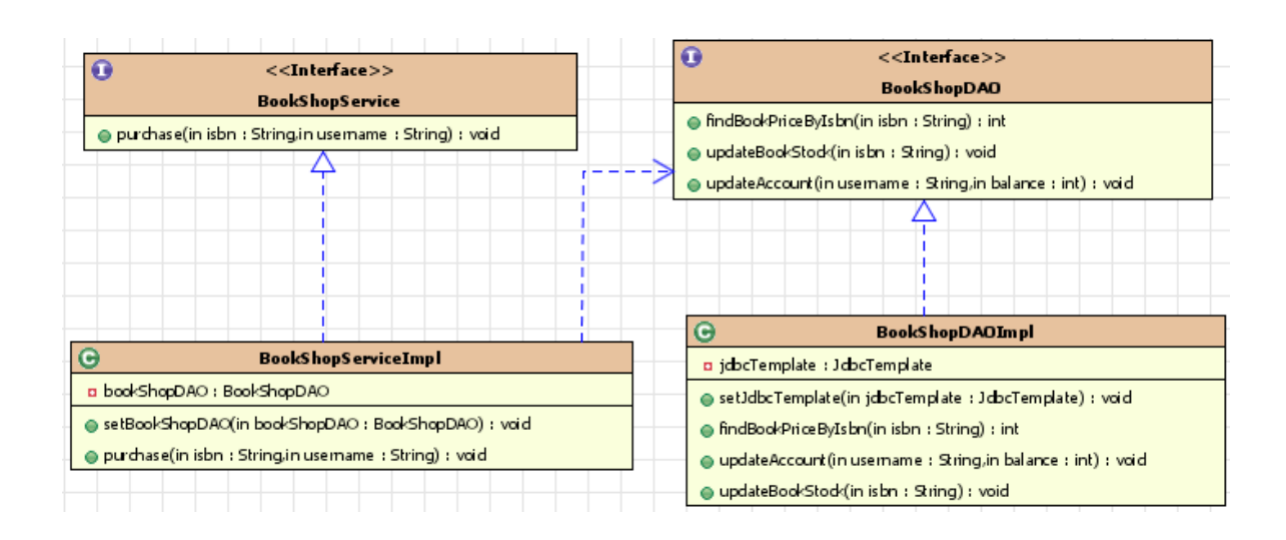 <<Interface>>
BookShopService
purchase(in isbn : String,in username : String) : void
<<Interface>>
BookShopDAO
findBookPriceByIsbn(in isbn : String) : int
updateBookStock(in isbn : String) : void
updateAccount(in username : String,in balance : int) : void
BookShopServiceImpl
bookShopDAO : BookShopDAO
setBookShopDAO(in bookShopDAO : BookShopDAO) : void
purchase(in isbn : String,in username : String) : void
BookShopDAOImpl
jdbcTemplate : JdbcTemplate
setJdbcTemplate(in jdbcTemplate : JdbcTemplate) : void
findBookPriceByIsbn(in isbn : String) : int
updateAccount(in username : String,in balance : int) : void
updateBookStock(in isbn : String) : void